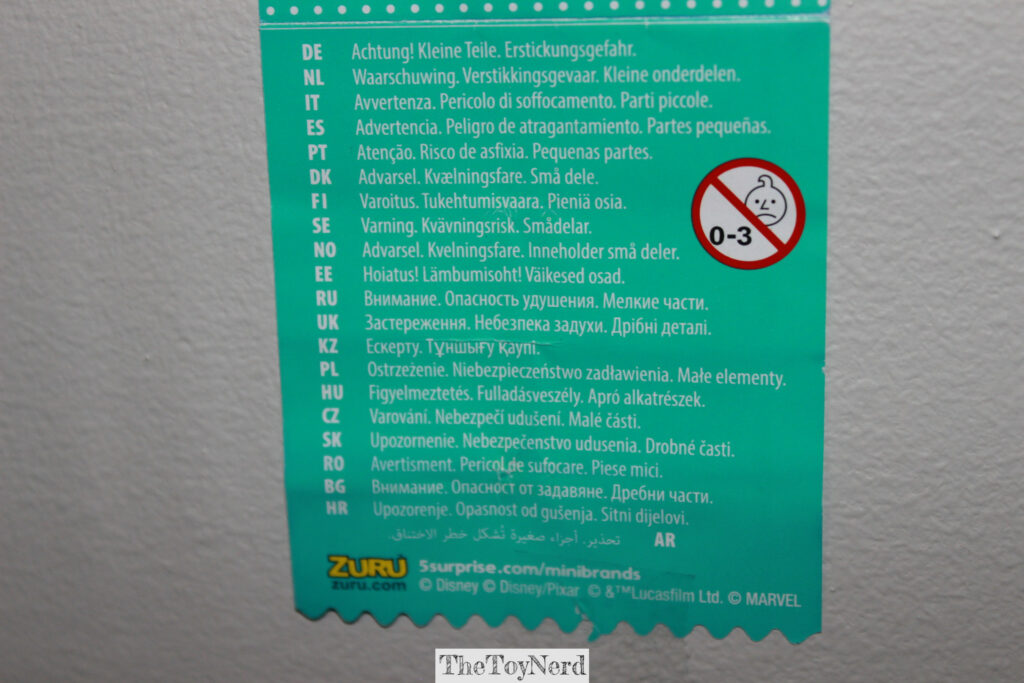 DE Achtung! Kleine Teile. Erstickungsgefahr.
NL Waarschuwing. Verstikkingsgevaar. Kleine onderdelen.
IT Avvertenza. Pericolo di soffocamento. Parti piccole.
ES Advertencia. Peligro de atragantamiento. Partes pequeñas.
PT Atenção. Risco de asfixia. Pequenas partes.
DK Advarsel. Kvælningsfare. Små dele.
FI Varoitus. Tukehtumisvaara. Pieniä osia.
SE Varning. Kvävningsrisk. Smådelar.
NO Advarsel. Kvelningsfare. Inneholder små deler.
EE Hoiatus! Lämbumisoht! Väikesed osad.
RU Внимание. Опасность удушения. Мелкие части.
UK Застереження. Небезпека задухи. Дрібні деталі.
KZ Ескерту. Тұншығу қаупі.
PL Ostrzeżenie. Niebezpieczeństwo zadławienia. Małe elementy.
HU Figyelmeztetés. Fulladásveszély. Apró alkatrészek.
CZ Varování. Nebezpečí udušení. Malé části.
SK Upozornenie. Nebezpečenstvo udusenia. Drobné časti.
RO Avertisment. Pericol de sufocare. Piese mici.
BG Внимание. Опасност от задавяне. Дребни части.
HR Upozorenje. Opasnost od gušenja. Sitni dijelovi.
AR تحذير. أجزاء صغيرة تُشكل خطر الاختناق.
0-3
ZURU
zuru.com
5surprise.com/minibrands
© Disney © Disney/Pixar © &™Lucasfilm Ltd. © MARVEL
TheToyNerd